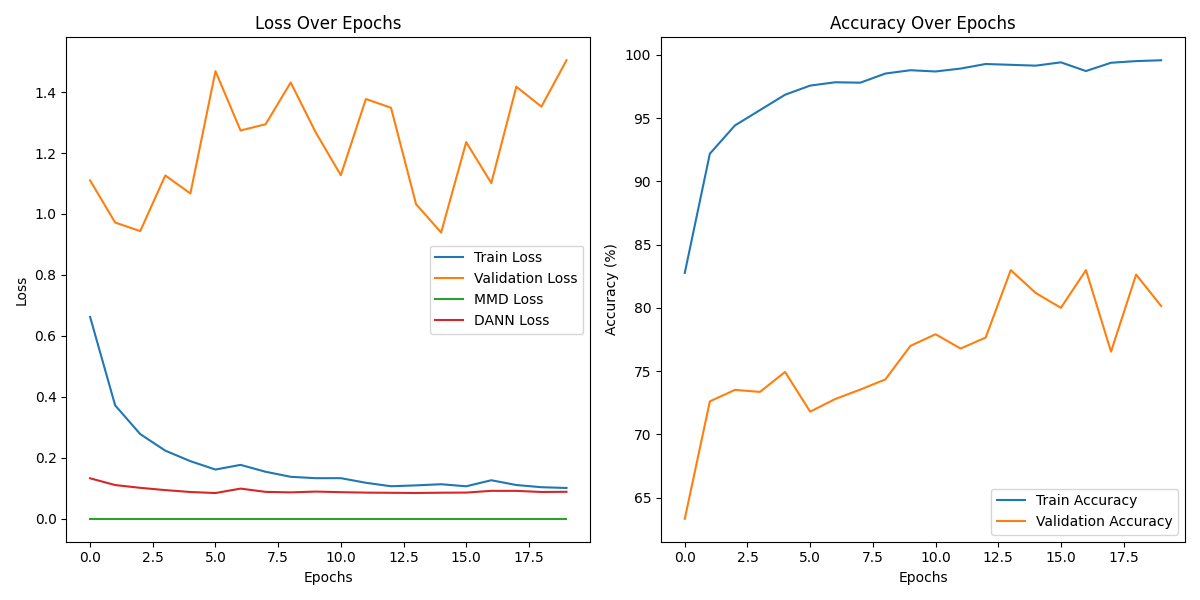 Loss Over Epochs
Loss
1.4
1.2
1.0
0.8
0.6
0.4
0.2
0.0
0.0 2.5 5.0 7.5 10.0 12.5 15.0 17.5
Epochs
Train Loss
Validation Loss
MMD Loss
DANN Loss
Accuracy Over Epochs
Accuracy (%)
100
95
90
85
80
75
70
65
0.0 2.5 5.0 7.5 10.0 12.5 15.0 17.5
Epochs
Train Accuracy
Validation Accuracy